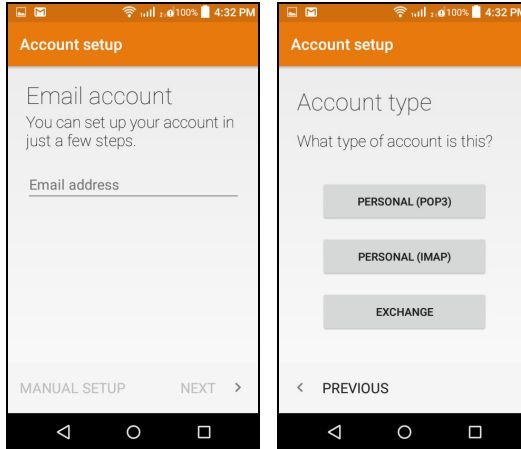 100% 4:32 PM
Account setup
Email account
You can set up your account in
just a few steps.
Email address
MANUAL SETUP NEXT >
100% 4:32 PM
Account setup
Account type
What type of account is this?
PERSONAL (POP3)
PERSONAL (IMAP)
EXCHANGE
< PREVIOUS